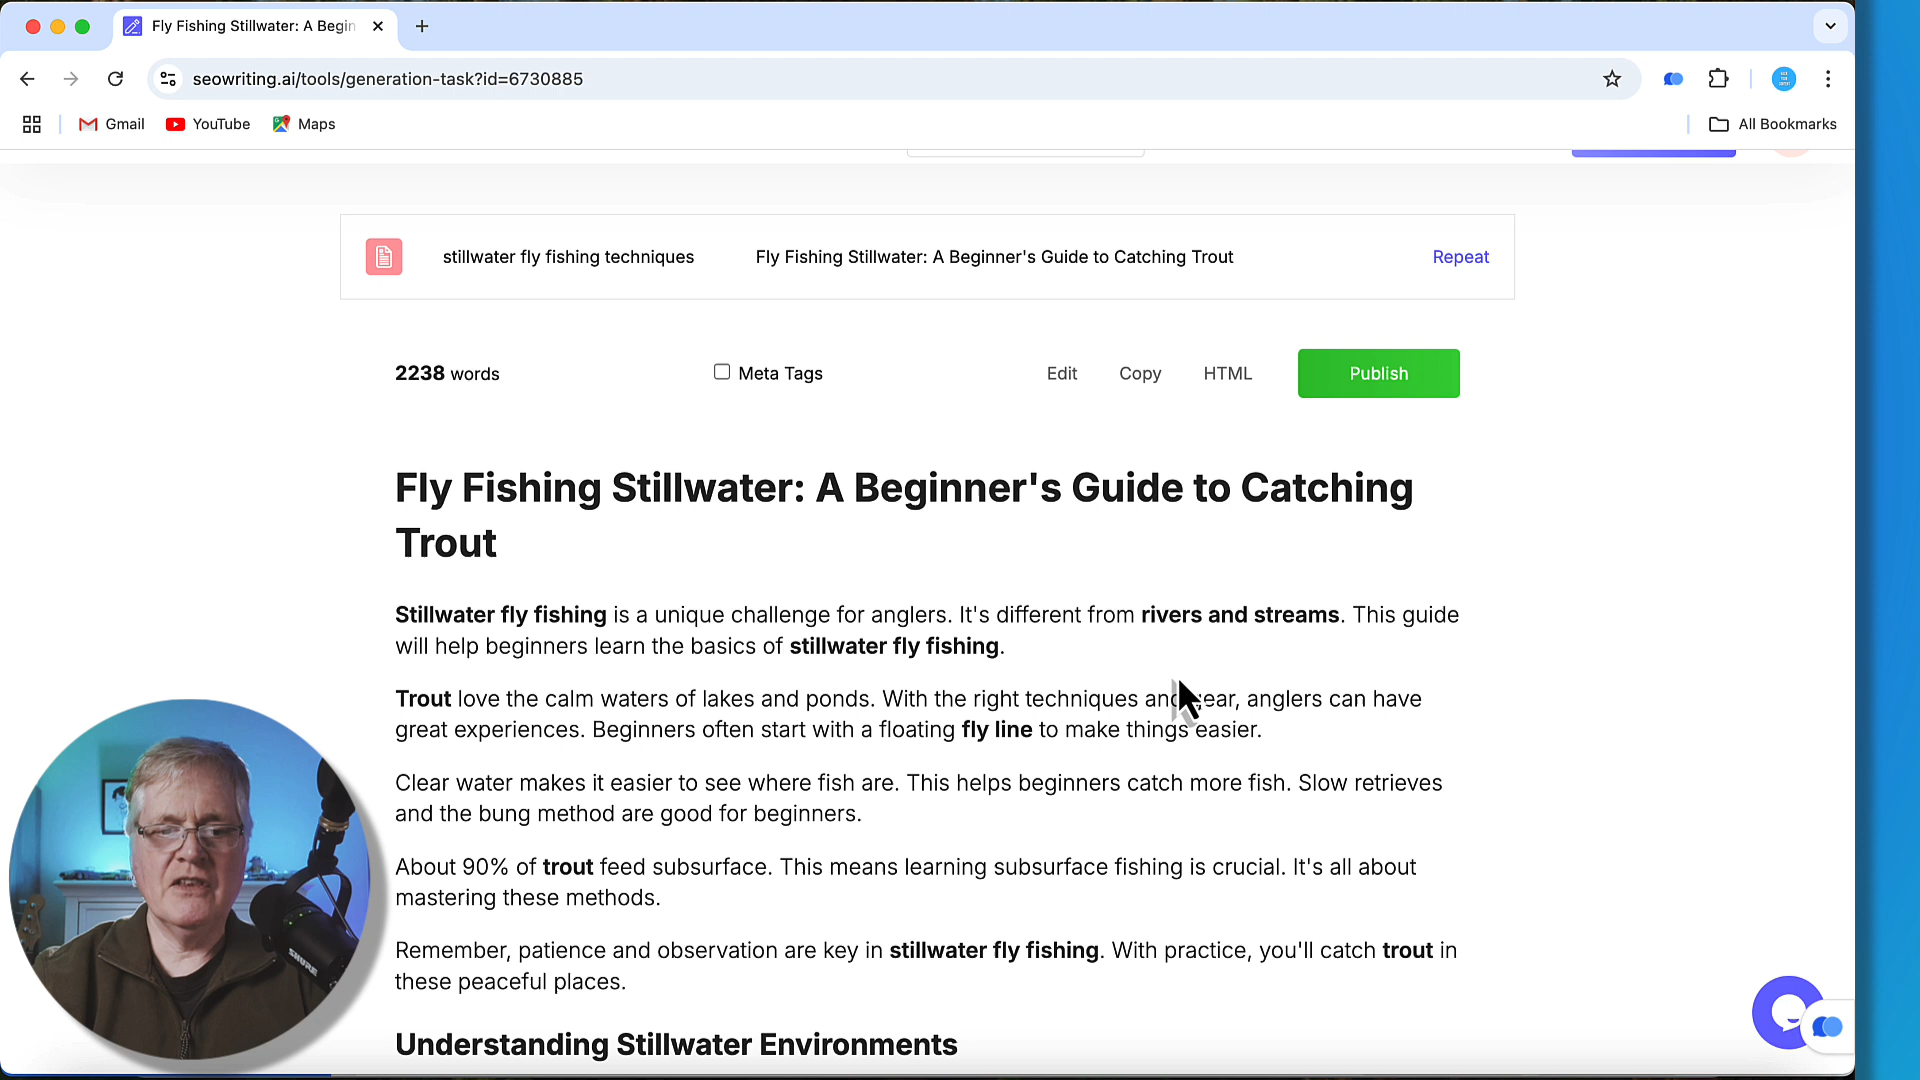 Fly Fishing Stillwater: A Begin
seowriting.ai/tools/generation-task?id=6730885
Gmail
YouTube
Maps
All Bookmarks
stillwater fly fishing techniques
Fly Fishing Stillwater: A Beginner's Guide to Catching Trout
Repeat
2238 words
Meta Tags
Edit
Copy
HTML
Publish
Fly Fishing Stillwater: A Beginner's Guide to Catching
Trout
Stillwater fly fishing is a unique challenge for anglers. It's different from rivers and streams. This guide
will help beginners learn the basics of stillwater fly fishing.
Trout love the calm waters of lakes and ponds. With the right techniques and gear, anglers can have
great experiences. Beginners often start with a floating fly line to make things easier.
Clear water makes it easier to see where fish are. This helps beginners catch more fish. Slow retrieves
and the bung method are good for beginners.
About 90% of trout feed subsurface. This means learning subsurface fishing is crucial. It's all about
mastering these methods.
Remember, patience and observation are key in stillwater fly fishing. With practice, you'll catch trout in
these peaceful places.
Understanding Stillwater Environments
SHURE